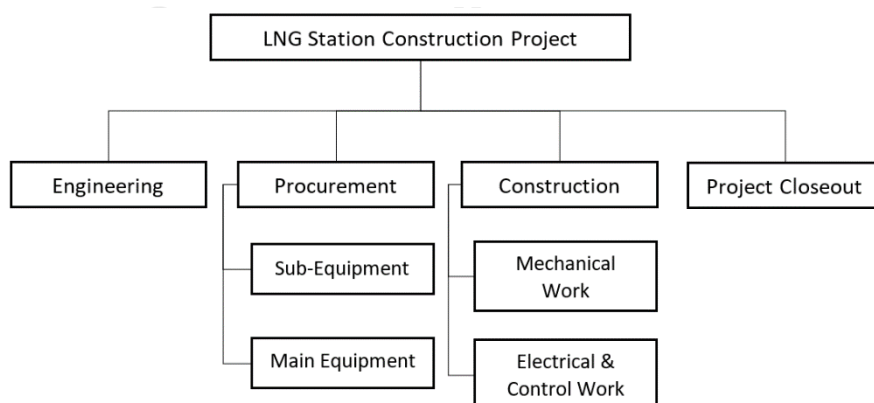 LNG Station Construction Project
Engineering
Procurement
Construction
Project Closeout
Sub-Equipment
Mechanical
Work
Main Equipment
Electrical &
Control Work